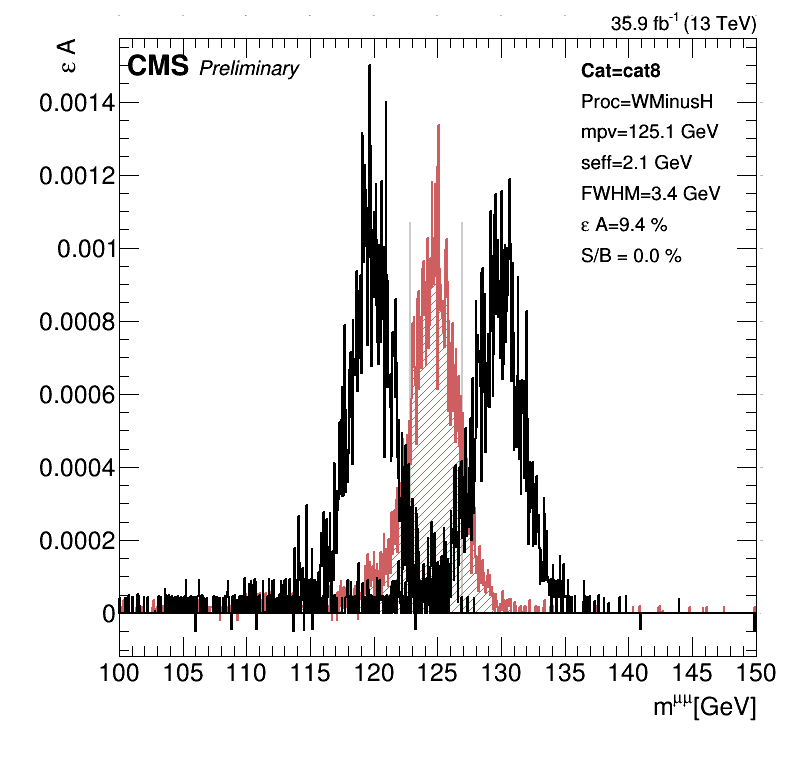 35.9 fb⁻¹ (13 TeV)
ε A
CMS Preliminary
Cat=cat8
Proc=WMinusH
mpv=125.1 GeV
seff=2.1 GeV
FWHM=3.4 GeV
ε A=9.4 %
S/B = 0.0 %
0.0014
0.0012
0.001
0.0008
0.0006
0.0004
0.0002
0
100 105 110 115 120 125 130 135 140 145 150
m^μμ[GeV]